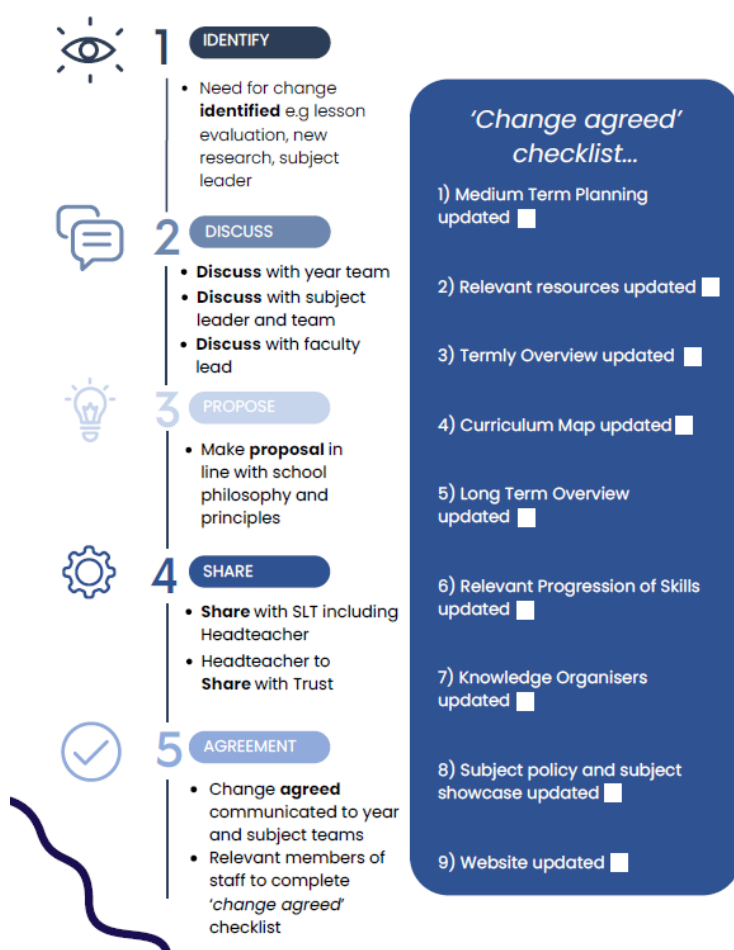 1 IDENTIFY
• Need for change
identified e.g lesson
evaluation, new
research, subject
leader
2 DISCUSS
• Discuss with year team
• Discuss with subject
leader and team
• Discuss with faculty
lead
3 PROPOSE
• Make proposal in
line with school
philosophy and
principles
4 SHARE
• Share with SLT including
Headteacher
• Headteacher to
Share with Trust
5 AGREEMENT
• Change agreed
communicated to year
and subject teams
• Relevant members of
staff to complete
‘change agreed’
checklist
‘Change agreed’
checklist...
1) Medium Term Planning
updated
2) Relevant resources updated
3) Termly Overview updated
4) Curriculum Map updated
5) Long Term Overview
updated
6) Relevant Progression of Skills
updated
7) Knowledge Organisers
updated
8) Subject policy and subject
showcase updated
9) Website updated